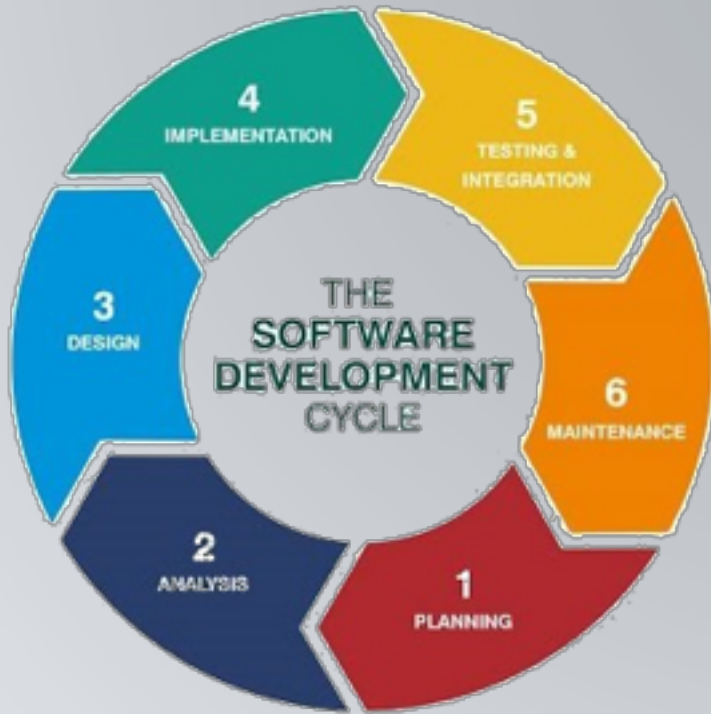 THE
SOFTWARE
DEVELOPMENT
CYCLE
1
PLANNING
2
ANALYSIS
3
DESIGN
4
IMPLEMENTATION
5
TESTING &
INTEGRATION
6
MAINTENANCE